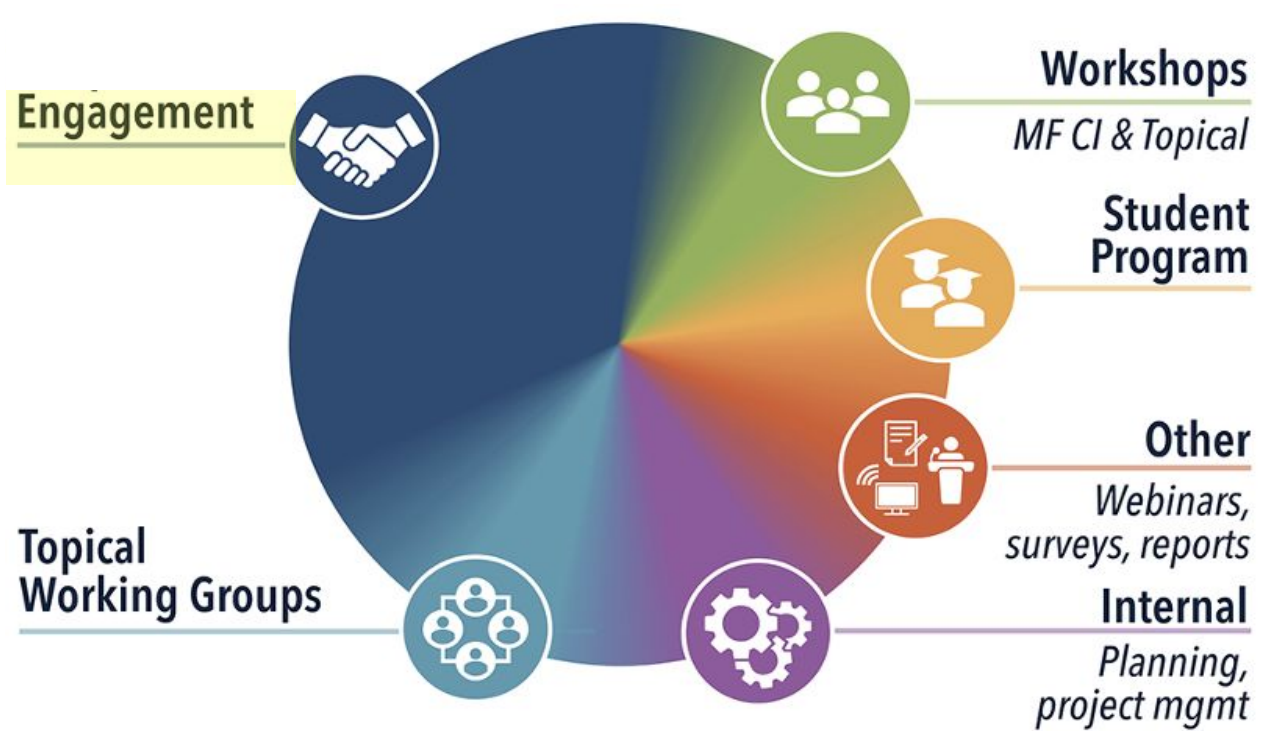 Engagement
Workshops
MF CI & Topical
Student
Program
Other
Webinars,
surveys, reports
Topical
Working Groups
Internal
Planning,
project mgmt